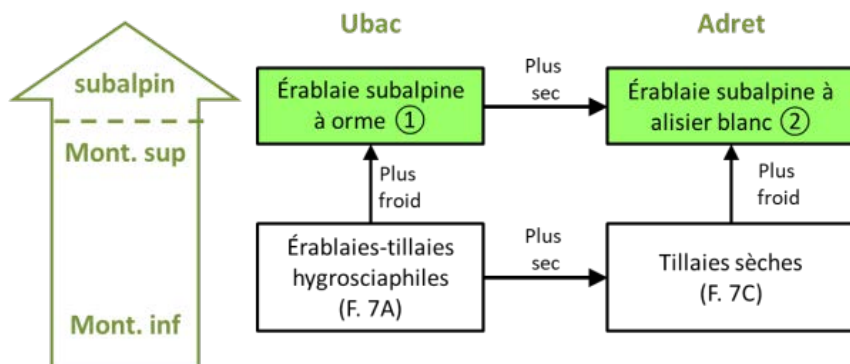 Ubac
Adret
subalpin
Mont. sup
Mont. inf
Érablaie subalpine
à orme ①
Plus
sec
Érablaie subalpine à
alisier blanc ②
Plus
froid
Plus
froid
Érablaies-tillaies
hygrosciaphiles
(F. 7A)
Plus
sec
Tillaies sèches
(F. 7C)